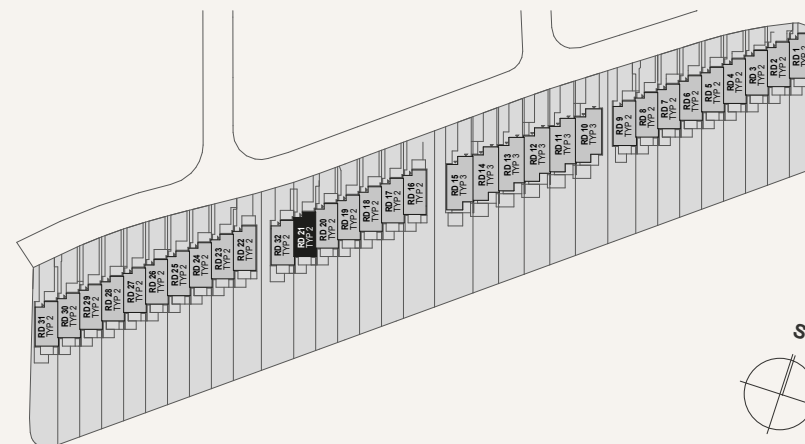 RD 31
TYP 2
RD 30
TYP 2
RD 29
TYP 2
RD 28
TYP 2
RD 27
TYP 2
RD 26
TYP 2
RD 25
TYP 2
RD 24
TYP 2
RD 23
TYP 2
RD 22
TYP 2
RD 32
TYP 2
RD 21
TYP 2
RD 20
TYP 2
RD 19
TYP 2
RD 18
TYP 2
RD 17
TYP 2
RD 16
TYP 2
RD 15
TYP 3
RD 14
TYP 3
RD 13
TYP 3
RD 12
TYP 3
RD 11
TYP 3
RD 10
TYP 3
RD 9
TYP 2
RD 8
TYP 2
RD 7
TYP 2
RD 6
TYP 2
RD 5
TYP 2
RD 4
TYP 2
RD 3
TYP 2
RD 2
TYP 2
RD 1
TYP 2
S